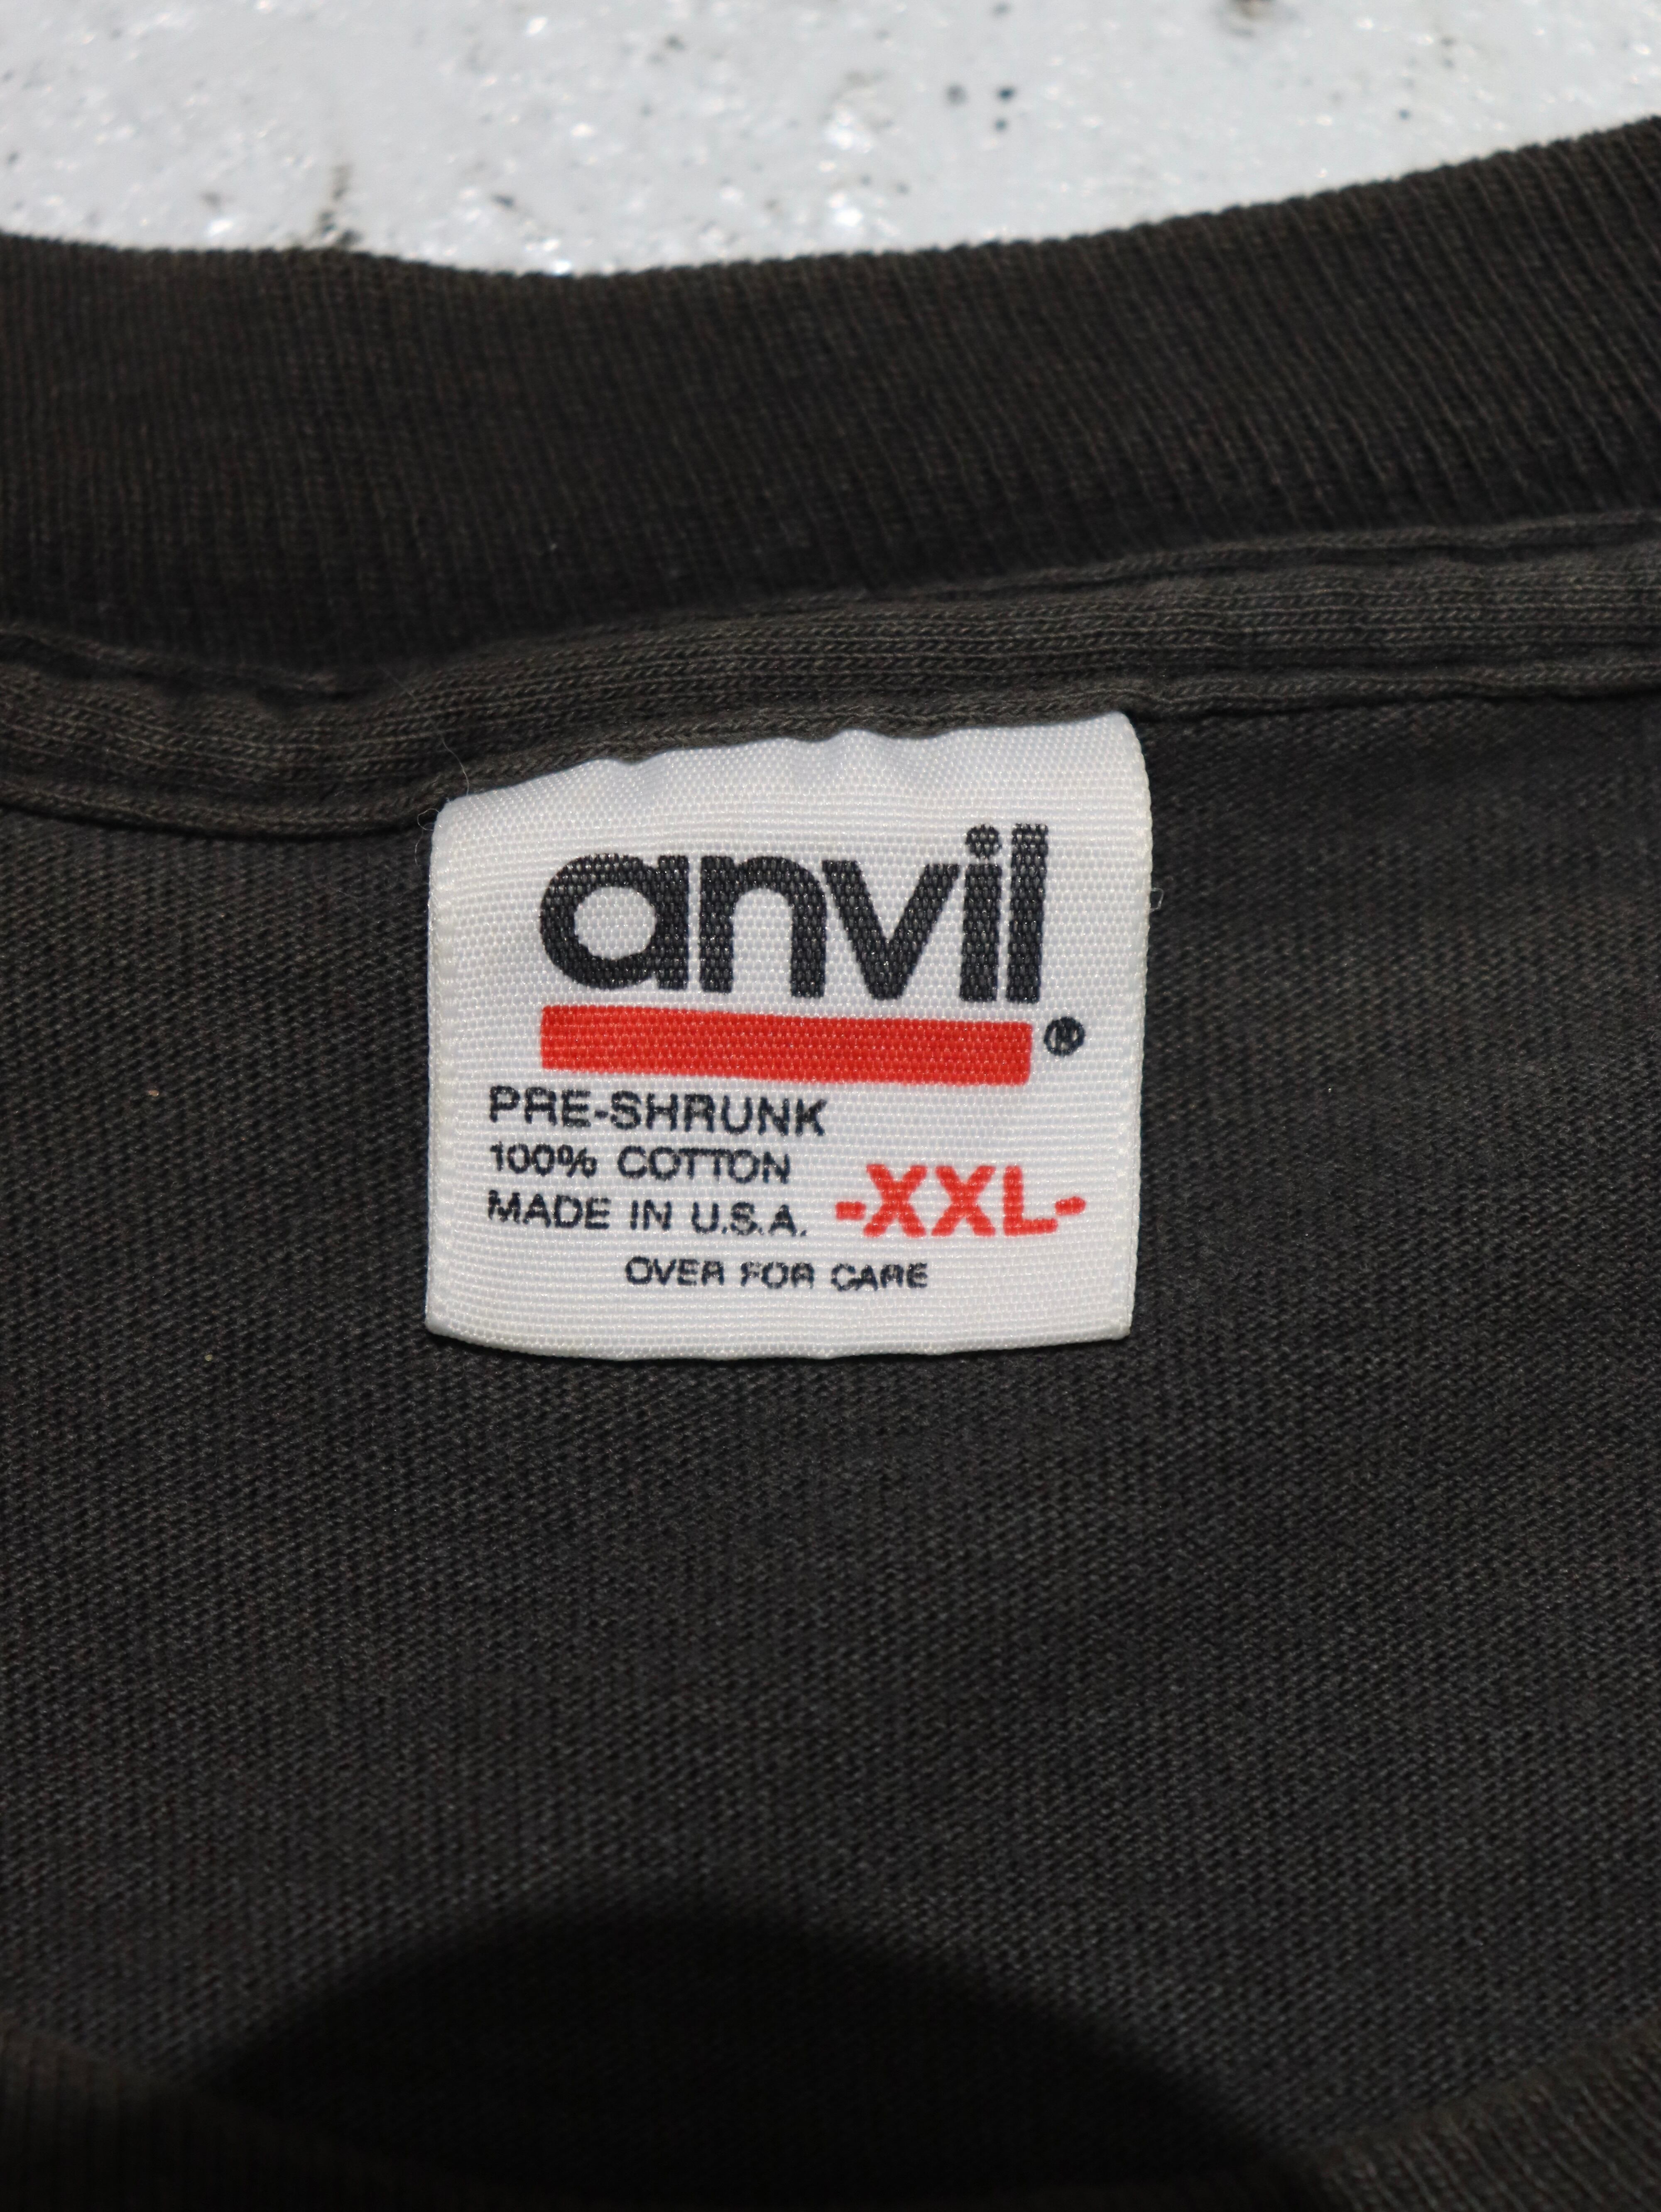 anvil®
PRE-SHRUNK
100% COTTON
MADE IN U.S.A. -XXL-
OVER FOR CARE